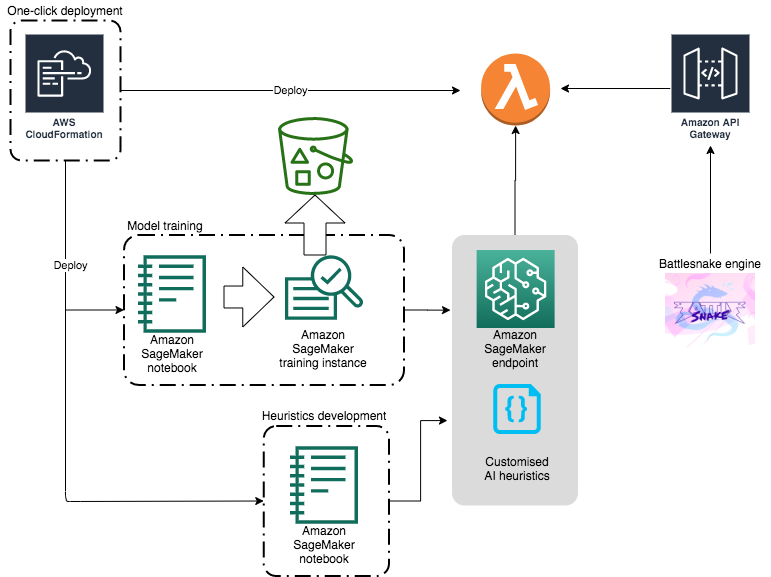 One-click deployment
AWS
CloudFormation
Deploy
Amazon API
Gateway
Model training
Deploy
Amazon
SageMaker
notebook
Amazon
SageMaker
training instance
Amazon
SageMaker
endpoint
Battlesnake engine
BATTLE
SNAKE
Heuristics development
Customised
AI heuristics
Amazon
SageMaker
notebook